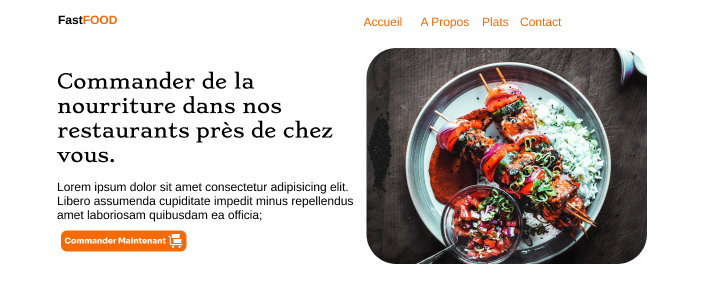 FastFOOD
Accueil A Propos Plats Contact
Commander de la
nourriture dans nos
restaurants près de chez
vous.
Lorem ipsum dolor sit amet consectetur adipisicing elit.
Libero assumenda cupiditate impedit minus repellendus
amet laboriosam quibusdam ea officia;
Commander Maintenant